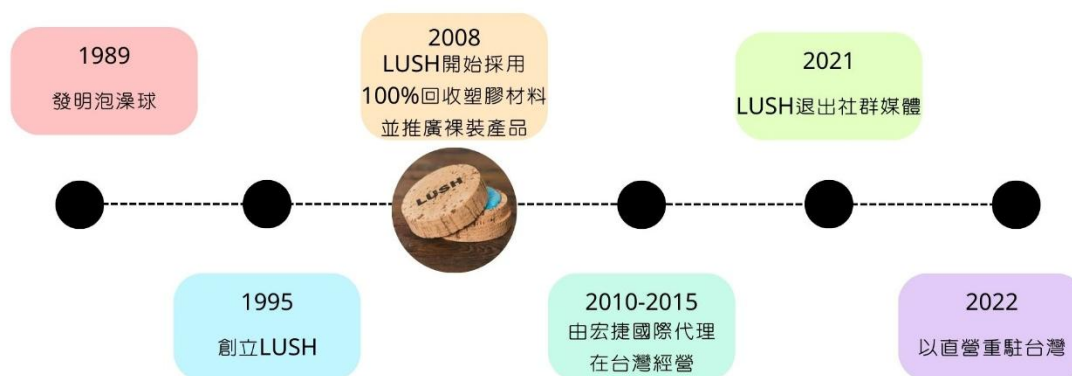 1989
發明泡澡球
2008
LUSH開始採用
100%回收塑膠材料
並推廣裸裝產品
2021
LUSH退出社群媒體
LUSH
1995
創立LUSH
2010-2015
由宏捷國際代理
在台灣經營
2022
以直營重駐台灣